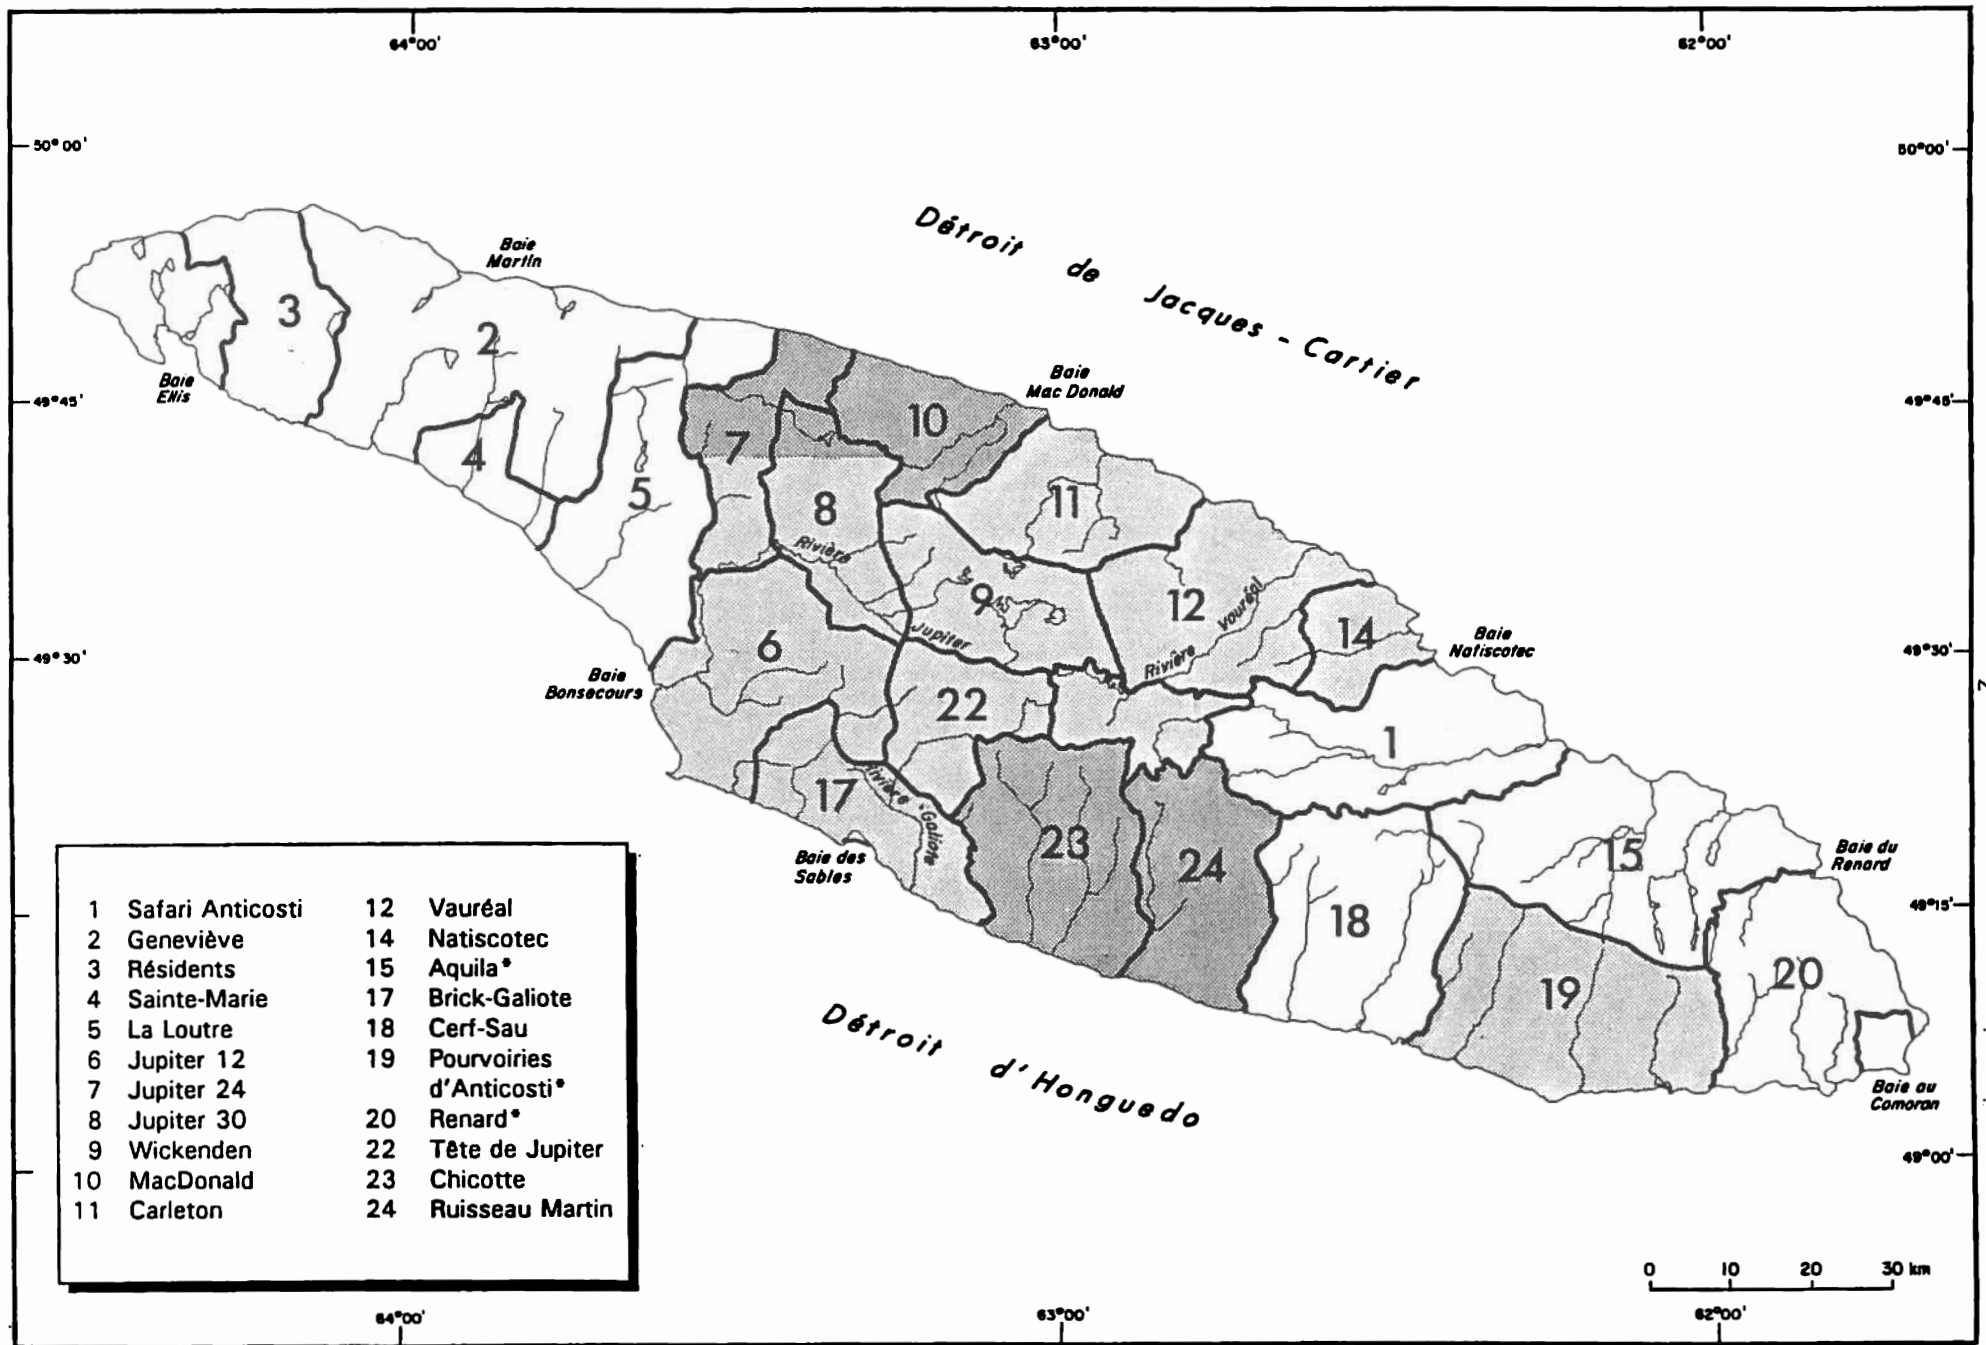 64°00' 63°00' 62°00'
50°00' 50°00'
Détroit de Jacques - Cartier
Baie
Martin
3
2
Baie
Ellis
Baie
Mac Donald
49°45' 49°45'
10
7
4
5
8
11
Rivière
9
12
Vauréal
14
Jupiter
6
Rivière
Baie
Natiscotec
49°30' 49°30'
Baie
Bonsecours
22
1
17
Rivière Galiote
23
24
15
Baie des
Sables
Baie du
Renard
18
49°15'
19
20
Détroit d'Honguedo
Baie au
Comoran
49°00'
1 Safari Anticosti
2 Geneviève
3 Résidents
4 Sainte-Marie
5 La Loutre
6 Jupiter 12
7 Jupiter 24
8 Jupiter 30
9 Wickenden
10 MacDonald
11 Carleton
12 Vauréal
14 Natiscotec
15 Aquila*
17 Brick-Galiote
18 Cerf-Sau
19 Pourvoiries
d'Anticosti*
20 Renard*
22 Tête de Jupiter
23 Chicotte
24 Ruisseau Martin
0 10 20 30 km
64°00' 63°00' 62°00'